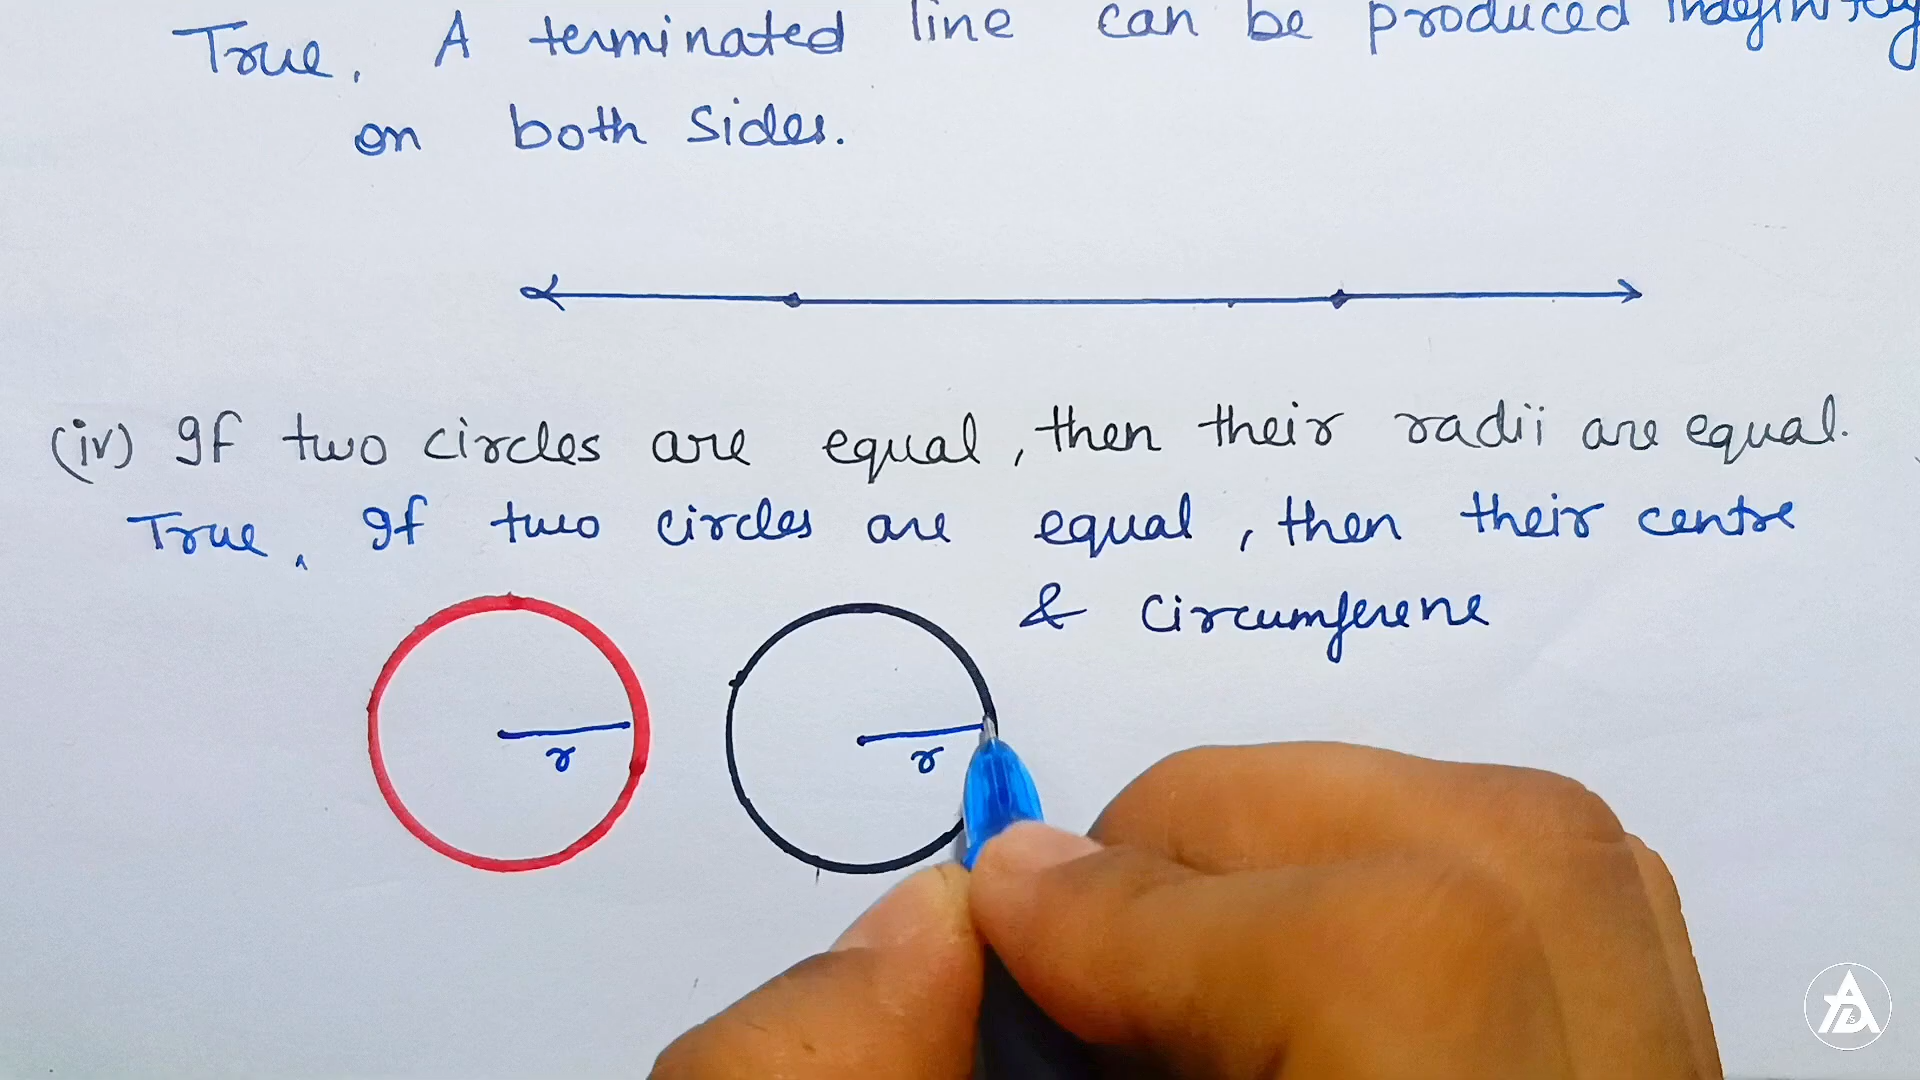 True. A terminated line can be produced
on both sides.
(iv) If two circles are equal, then their radii are equal.
True. If two circles are equal, then their centre
& Circumferene
r r